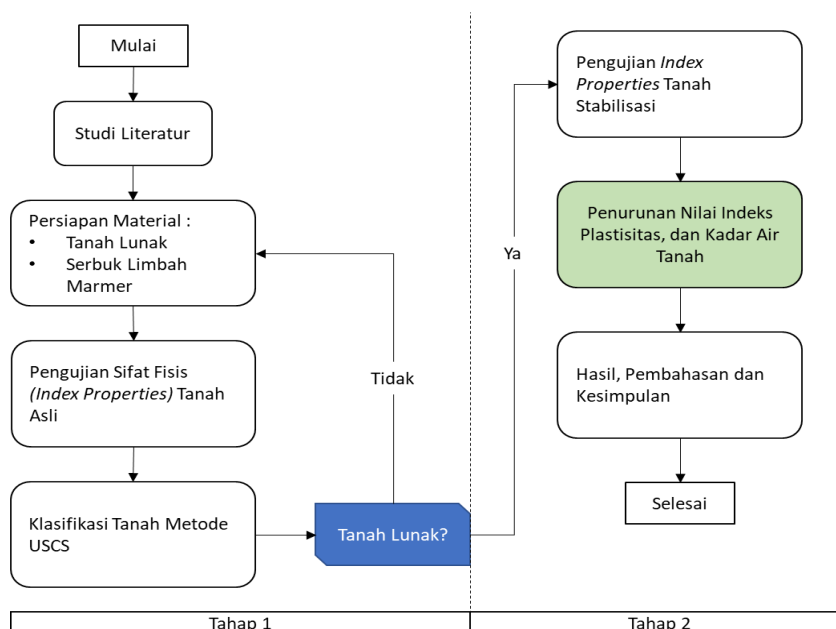 Mulai
Studi Literatur
Persiapan Material :
• Tanah Lunak
• Serbuk Limbah
Marmer
Pengujian Sifat Fisis
(Index Properties) Tanah
Asli
Klasifikasi Tanah Metode
USCS
Tanah Lunak?
Tidak
Ya
Pengujian Index
Properties Tanah
Stabilisasi
Penurunan Nilai Indeks
Plastisitas, dan Kadar Air
Tanah
Hasil, Pembahasan dan
Kesimpulan
Selesai
Tahap 1
Tahap 2